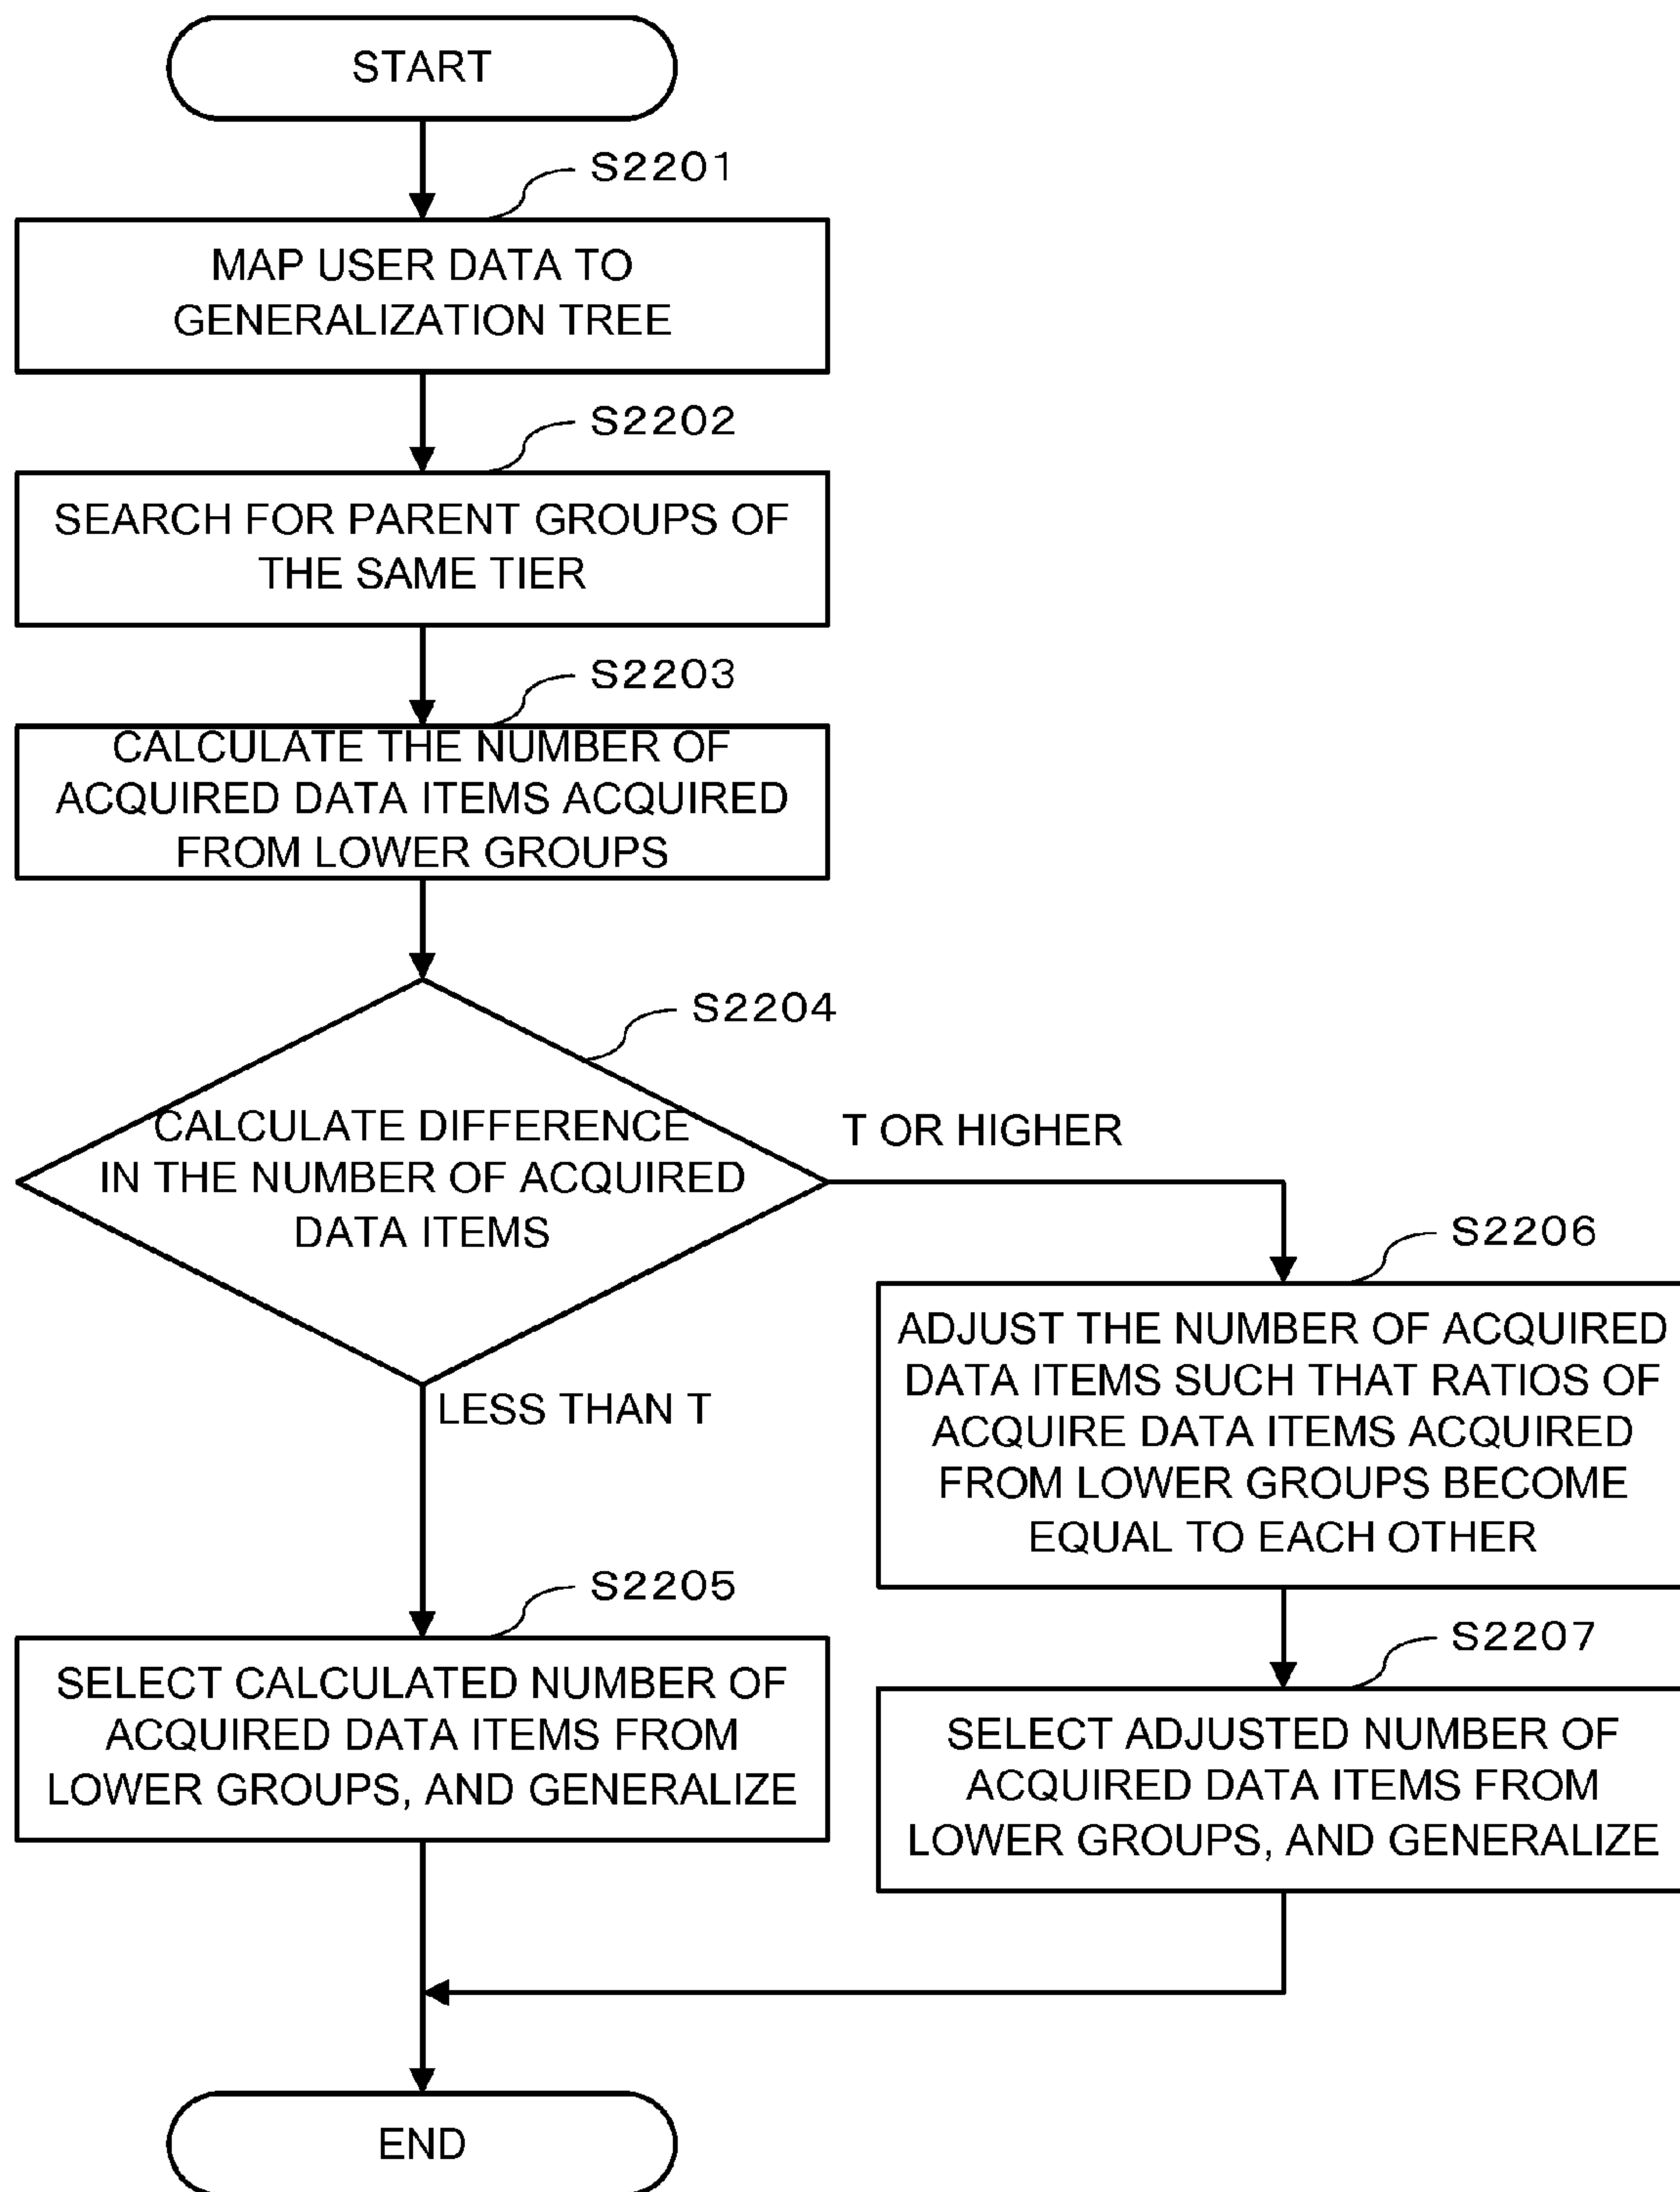 START
S2201
MAP USER DATA TO
GENERALIZATION TREE
S2202
SEARCH FOR PARENT GROUPS OF
THE SAME TIER
S2203
CALCULATE THE NUMBER OF
ACQUIRED DATA ITEMS ACQUIRED
FROM LOWER GROUPS
S2204
CALCULATE DIFFERENCE
IN THE NUMBER OF ACQUIRED
DATA ITEMS
T OR HIGHER
LESS THAN T
S2206
ADJUST THE NUMBER OF ACQUIRED
DATA ITEMS SUCH THAT RATIOS OF
ACQUIRE DATA ITEMS ACQUIRED
FROM LOWER GROUPS BECOME
EQUAL TO EACH OTHER
S2205
SELECT CALCULATED NUMBER OF
ACQUIRED DATA ITEMS FROM
LOWER GROUPS, AND GENERALIZE
S2207
SELECT ADJUSTED NUMBER OF
ACQUIRED DATA ITEMS FROM
LOWER GROUPS, AND GENERALIZE
END